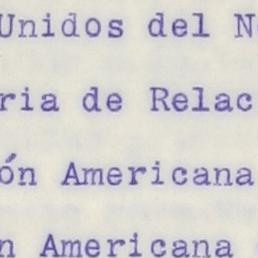 Unidos del N
ria de Relac
ón Americana
n Americana